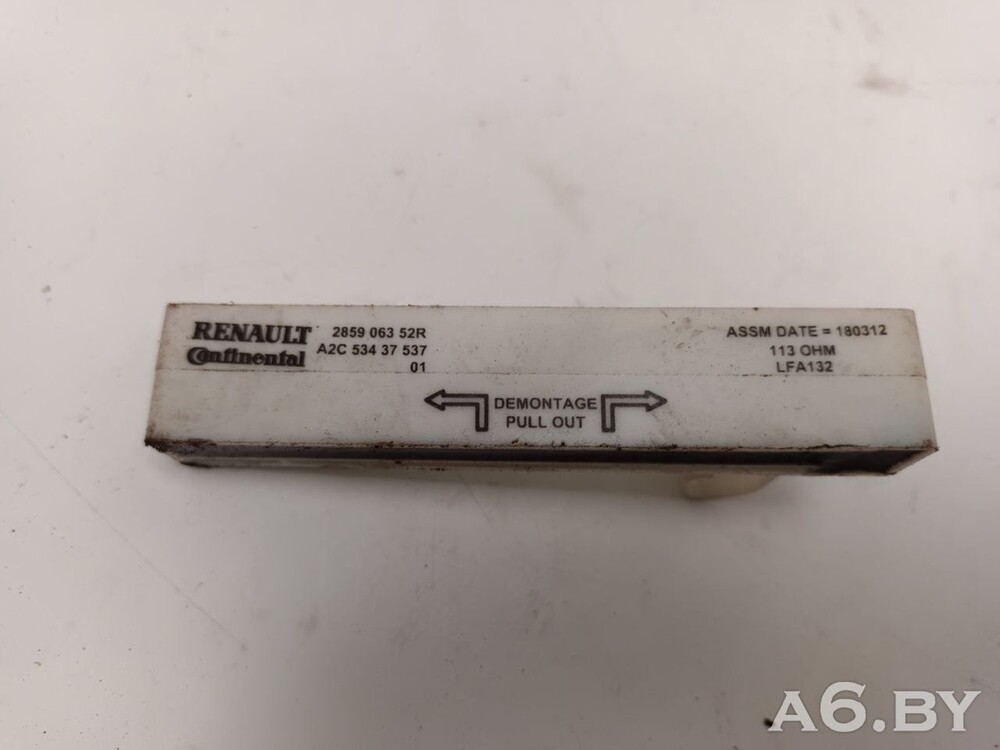 RENAULT 2859 063 52R
Continental A2C 534 37 537
01
ASSM DATE = 180312
113 OHM
LFA132
DEMONTAGE
PULL OUT
A6.BY